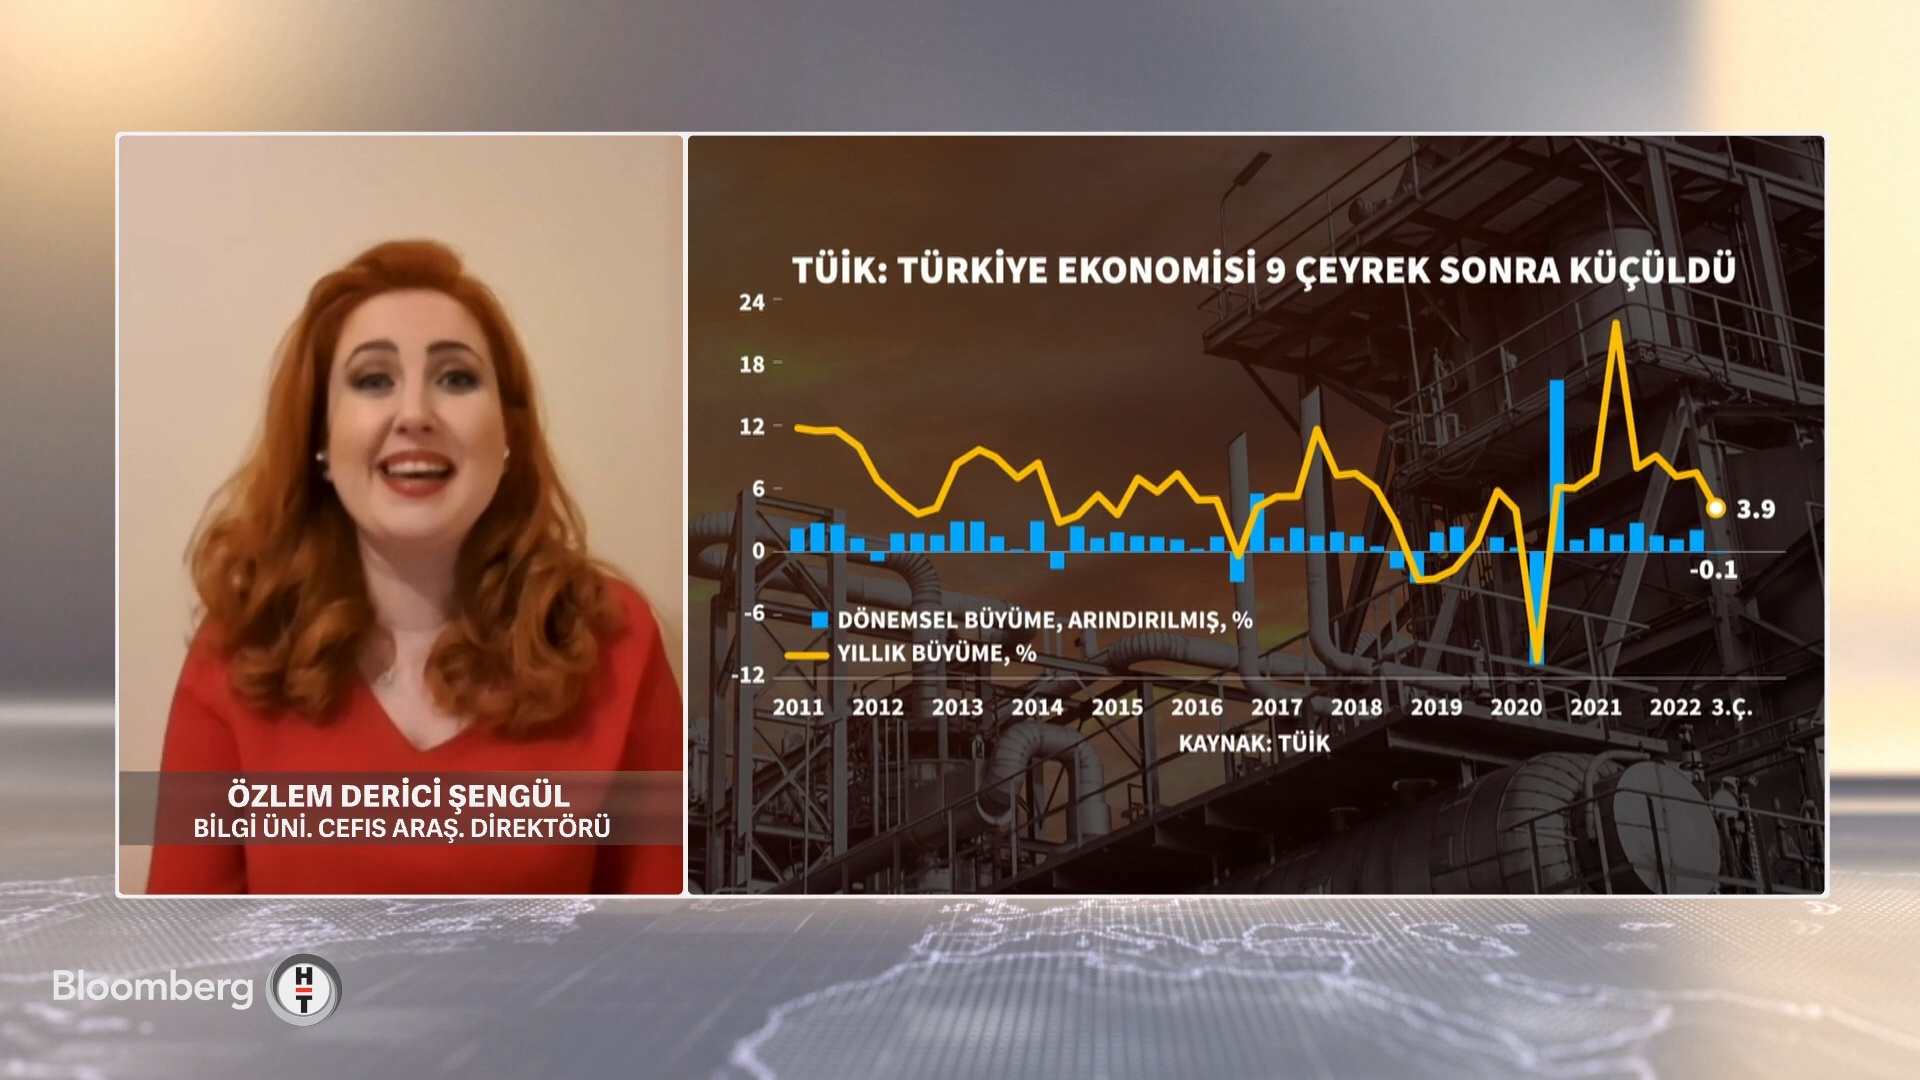 TÜİK: TÜRKİYE EKONOMİSİ 9 ÇEYREK SONRA KÜÇÜLDÜ
24
18
12
6
0
-6
-12
3.9
-0.1
DÖNEMSEL BÜYÜME, ARINDIRILMIŞ, %
YILLIK BÜYÜME, %
2011 2012 2013 2014 2015 2016 2017 2018 2019 2020 2021 2022 3.Ç.
KAYNAK: TÜİK
ÖZLEM DERİCİ ŞENGÜL
BİLGİ ÜNİ. CEFIS ARAŞ. DİREKTÖRÜ
Bloomberg HT